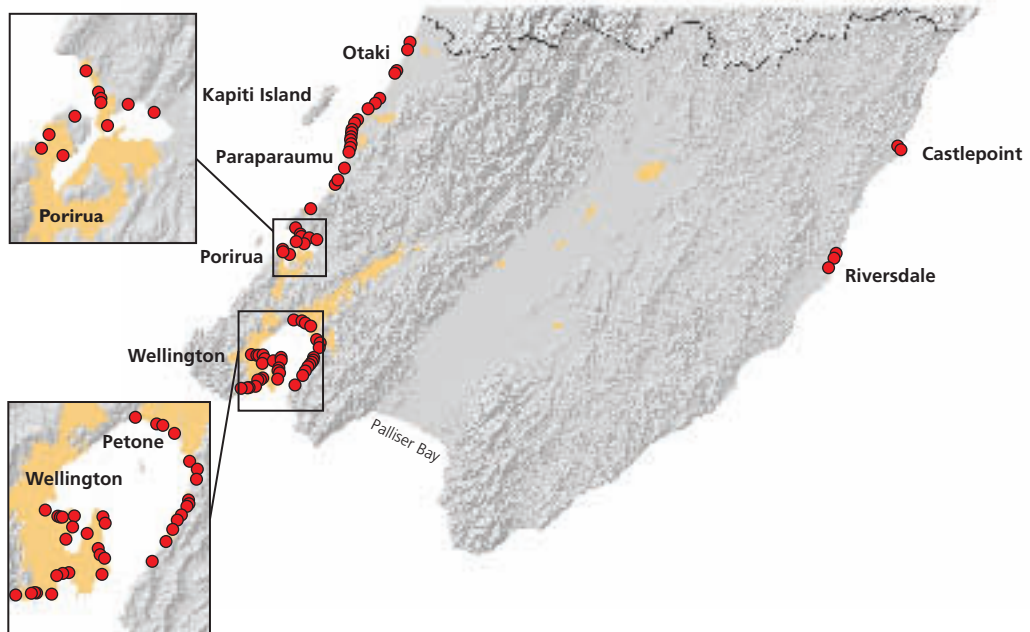 Otaki
Kapiti Island
Paraparaumu
Castlepoint
Porirua
Porirua
Riversdale
Wellington
Palliser Bay
Petone
Wellington